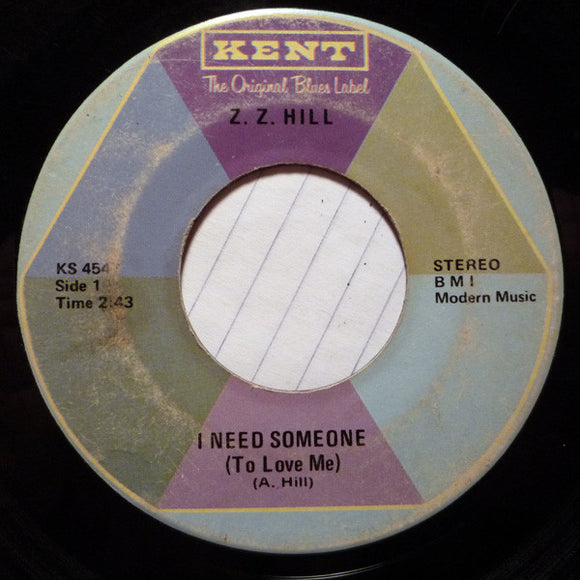 KENT
The Original Blues Label
Z. Z. HILL
KS 454
Side 1
Time 2:43
STEREO
B M I
Modern Music
I NEED SOMEONE
(To Love Me)
(A. Hill)